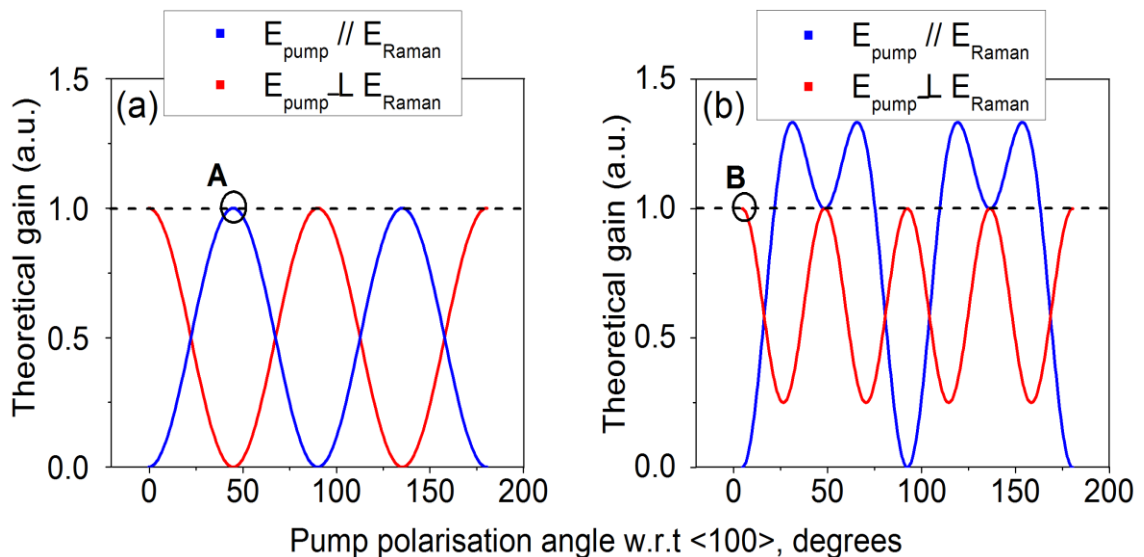 E_pump // E_Raman
E_pump ⊥ E_Raman
(a)
A
1.5
1.0
0.5
0.0
Theoretical gain (a.u.)
0 50 100 150 200
E_pump // E_Raman
E_pump ⊥ E_Raman
(b)
B
1.5
1.0
0.5
0.0
Theoretical gain (a.u.)
0 50 100 150 200
Pump polarisation angle w.r.t <100>, degrees